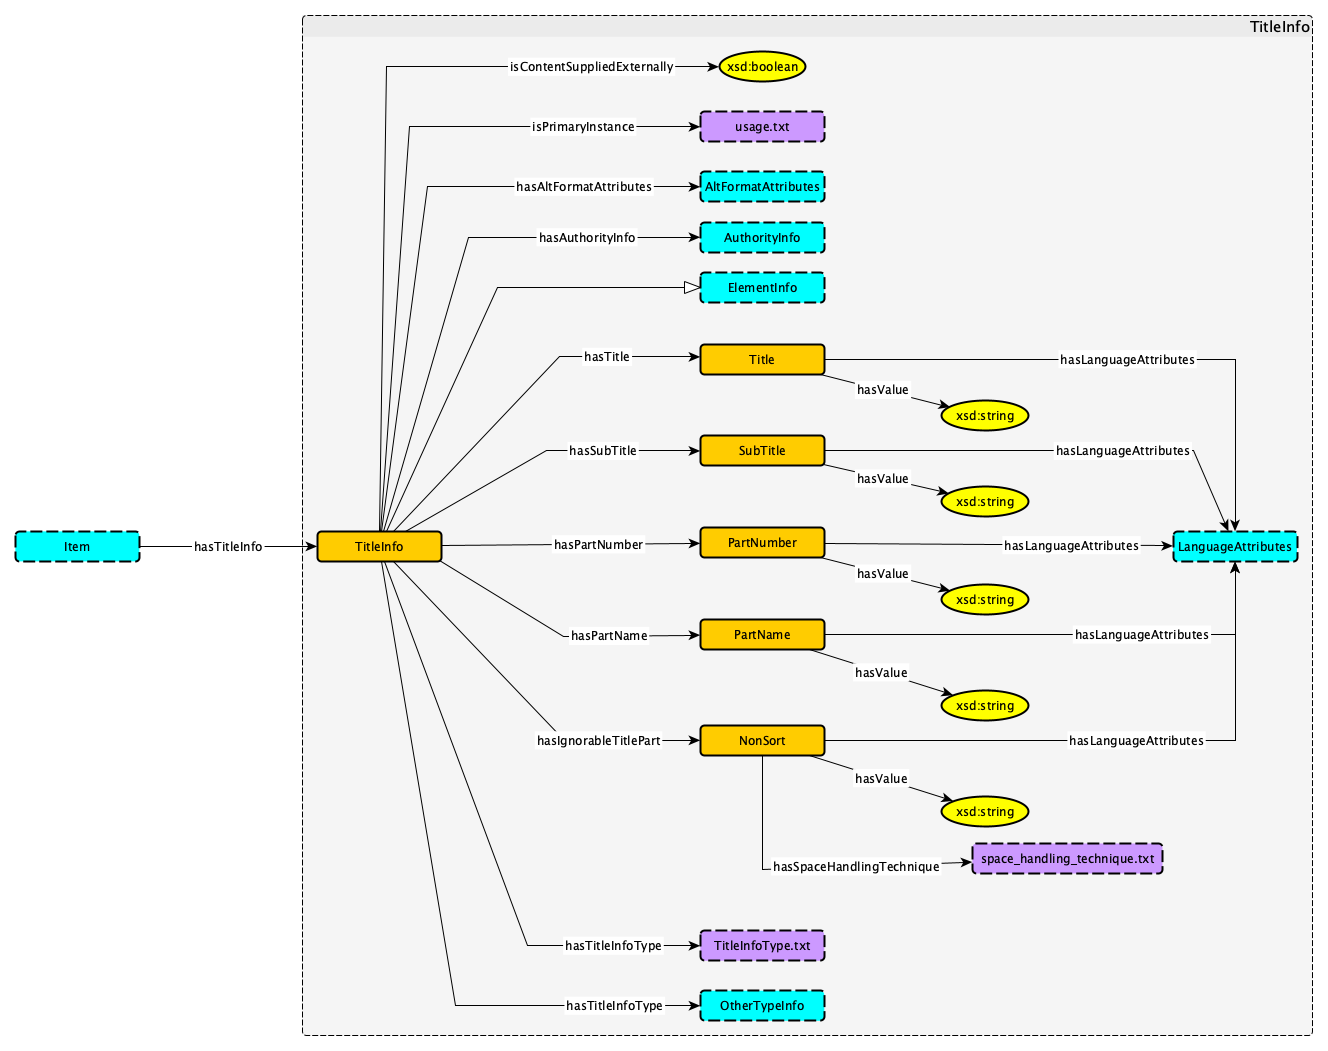 TitleInfo
isContentSuppliedExternally
xsd:boolean
isPrimaryInstance
usage.txt
hasAltFormatAttributes
AltFormatAttributes
hasAuthorityInfo
AuthorityInfo
ElementInfo
hasTitle
Title
hasLanguageAttributes
hasValue
xsd:string
hasSubTitle
SubTitle
hasLanguageAttributes
hasValue
xsd:string
Item
hasTitleInfo
TitleInfo
hasPartNumber
PartNumber
hasLanguageAttributes
LanguageAttributes
hasValue
xsd:string
hasPartName
PartName
hasLanguageAttributes
hasValue
xsd:string
hasIgnorableTitlePart
NonSort
hasLanguageAttributes
hasValue
xsd:string
hasSpaceHandlingTechnique
space_handling_technique.txt
hasTitleInfoType
TitleInfoType.txt
hasTitleInfoType
OtherTypeInfo